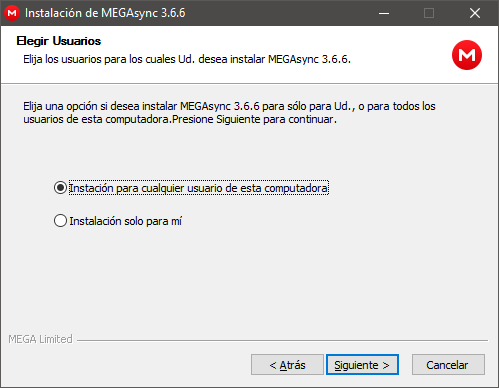 M Instalación de MEGAsync 3.6.6
Elegir Usuarios
Elija los usuarios para los cuales Ud. desea instalar MEGAsync 3.6.6.
M
Elija una opción si desea instalar MEGAsync 3.6.6 para sólo para Ud., o para todos los
usuarios de esta computadora.Presione Siguiente para continuar.
Instación para cualquier usuario de esta computadora
Instalación solo para mí
MEGA Limited
< Atrás Siguiente > Cancelar